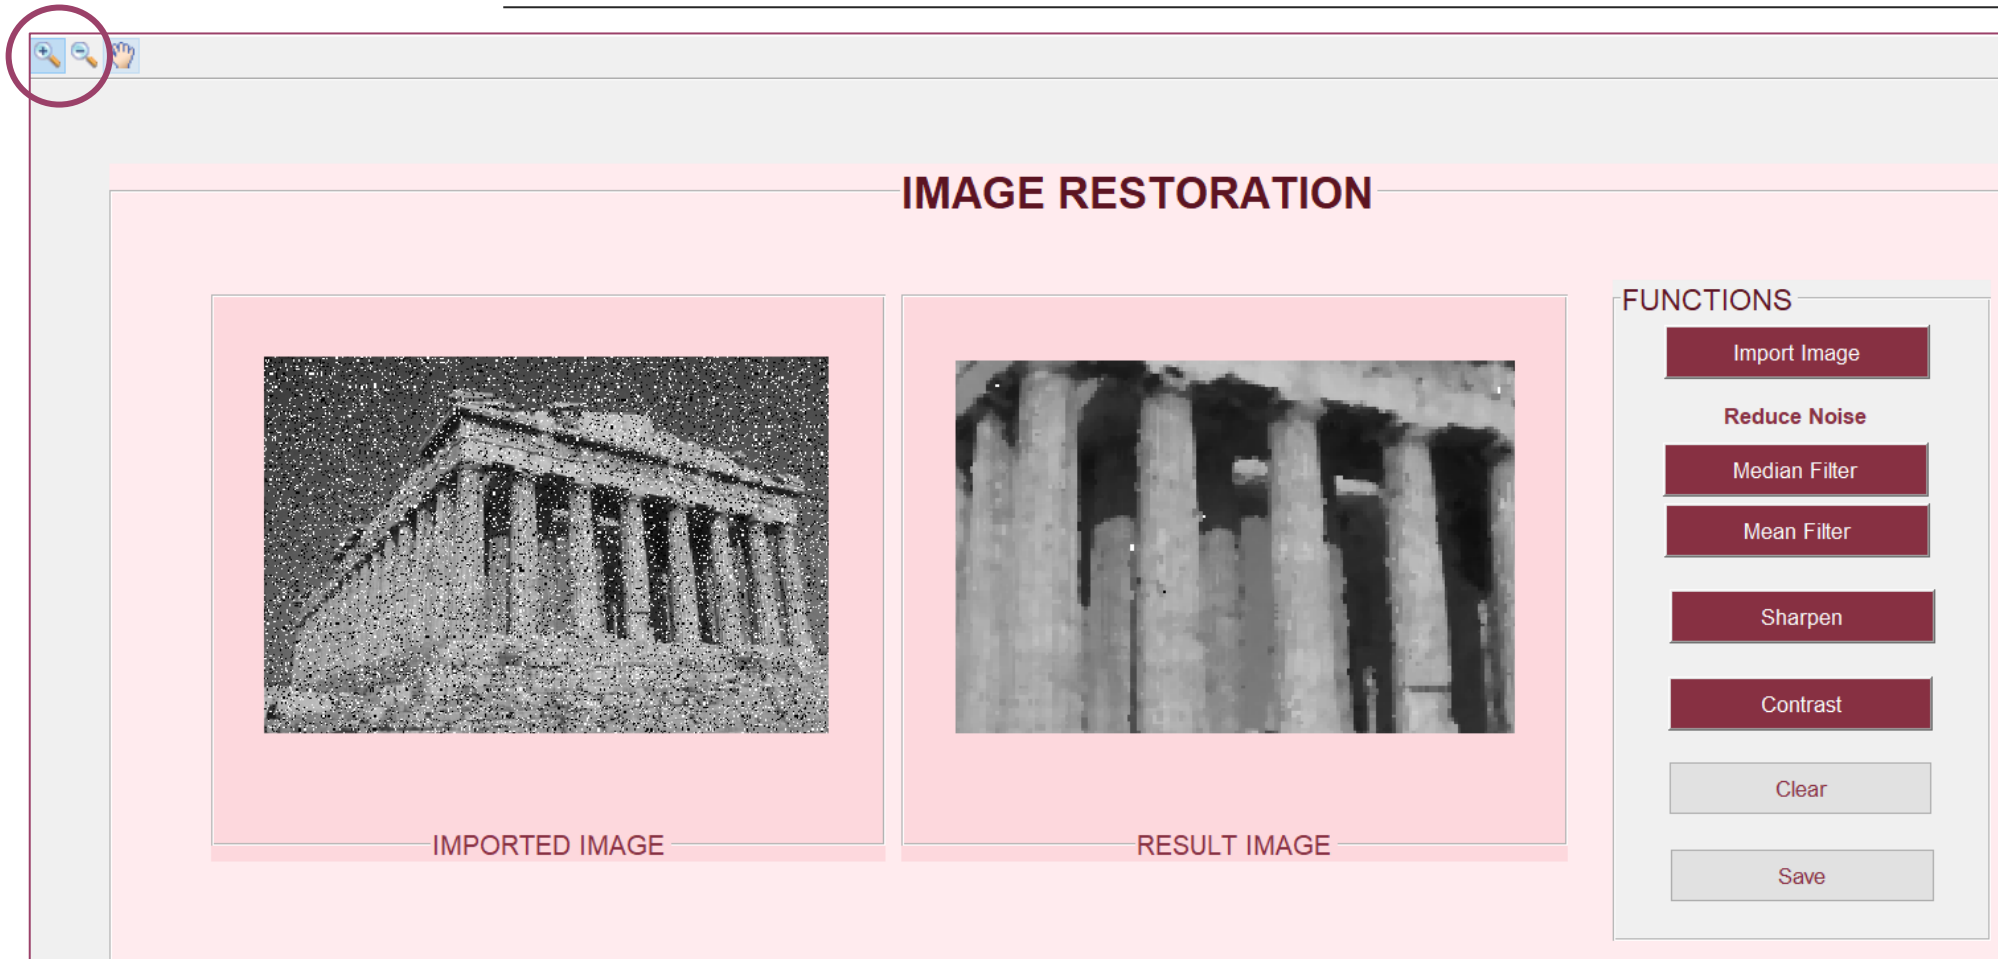 IMAGE RESTORATION
IMPORTED IMAGE
RESULT IMAGE
FUNCTIONS
Import Image
Reduce Noise
Median Filter
Mean Filter
Sharpen
Contrast
Clear
Save